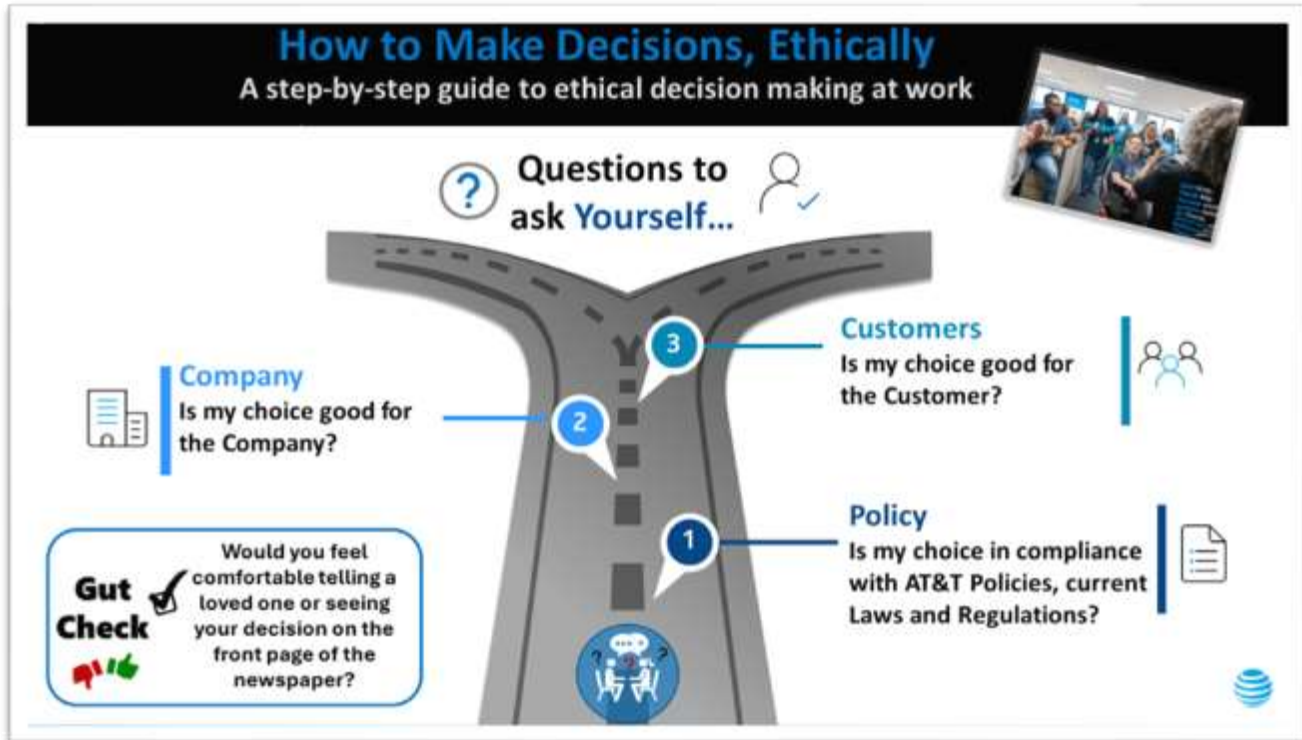 How to Make Decisions, Ethically
A step-by-step guide to ethical decision making at work
Questions to
ask Yourself...
3
Customers
Is my choice good for
the Customer?
Company
Is my choice good for
the Company?
2
1
Policy
Is my choice in compliance
with AT&T Policies, current
Laws and Regulations?
Gut
Check
Would you feel
comfortable telling a
loved one or seeing
your decision on the
front page of the
newspaper?